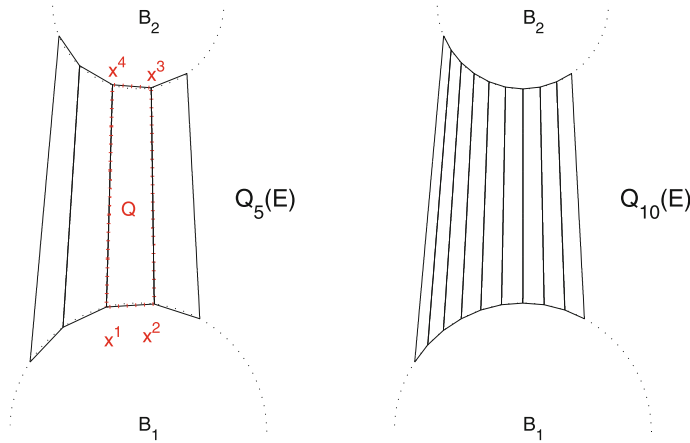 B₂
x⁴ x³
Q
Q₅(E)
x¹ x²
B₁
B₂
Q₁₀(E)
B₁